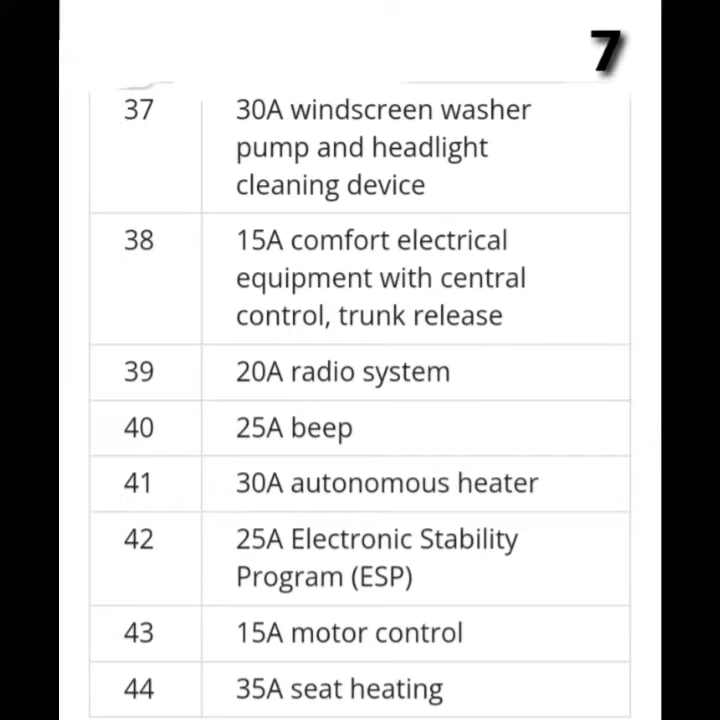 7
37 30A windscreen washer
pump and headlight
cleaning device
38 15A comfort electrical
equipment with central
control, trunk release
39 20A radio system
40 25A beep
41 30A autonomous heater
42 25A Electronic Stability
Program (ESP)
43 15A motor control
44 35A seat heating